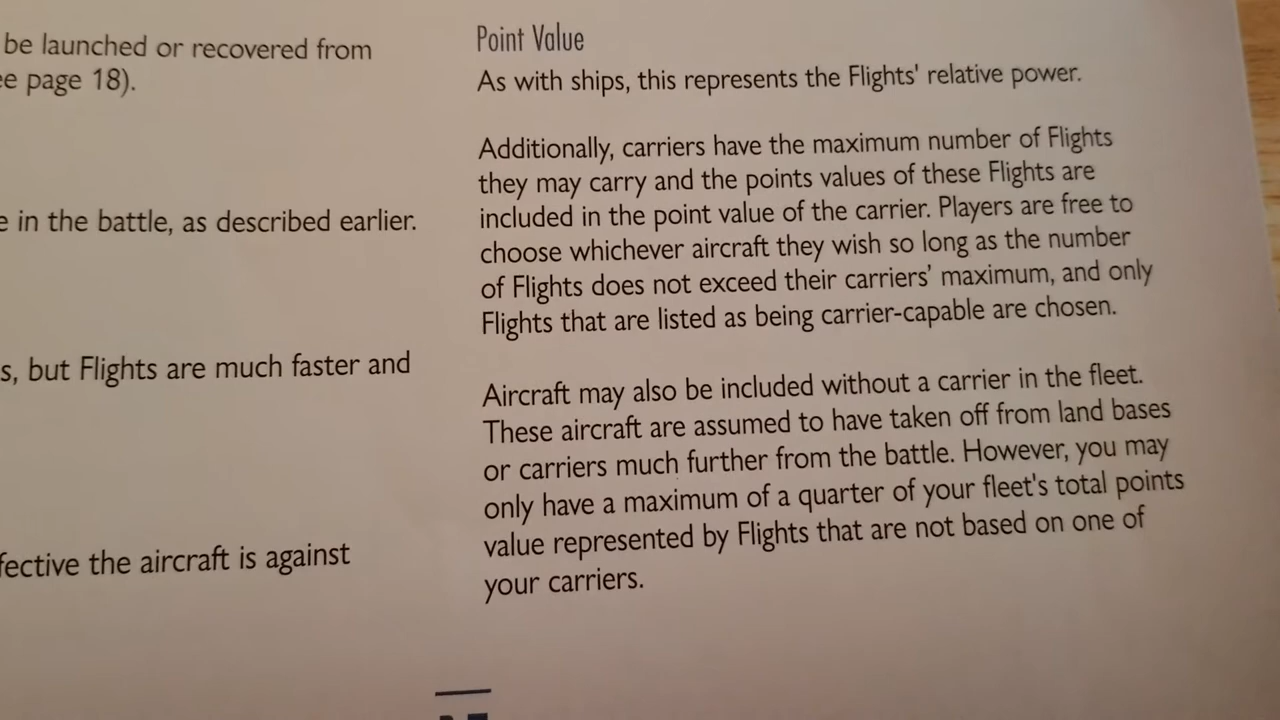 be launched or recovered from
page 18).
e in the battle, as described earlier.
s, but Flights are much faster and
fective the aircraft is against
Point Value
As with ships, this represents the Flights' relative power.
Additionally, carriers have the maximum number of Flights
they may carry and the points values of these Flights are
included in the point value of the carrier. Players are free to
choose whichever aircraft they wish so long as the number
of Flights does not exceed their carriers' maximum, and only
Flights that are listed as being carrier-capable are chosen.
Aircraft may also be included without a carrier in the fleet.
These aircraft are assumed to have taken off from land bases
or carriers much further from the battle. However, you may
only have a maximum of a quarter of your fleet's total points
value represented by Flights that are not based on one of
your carriers.